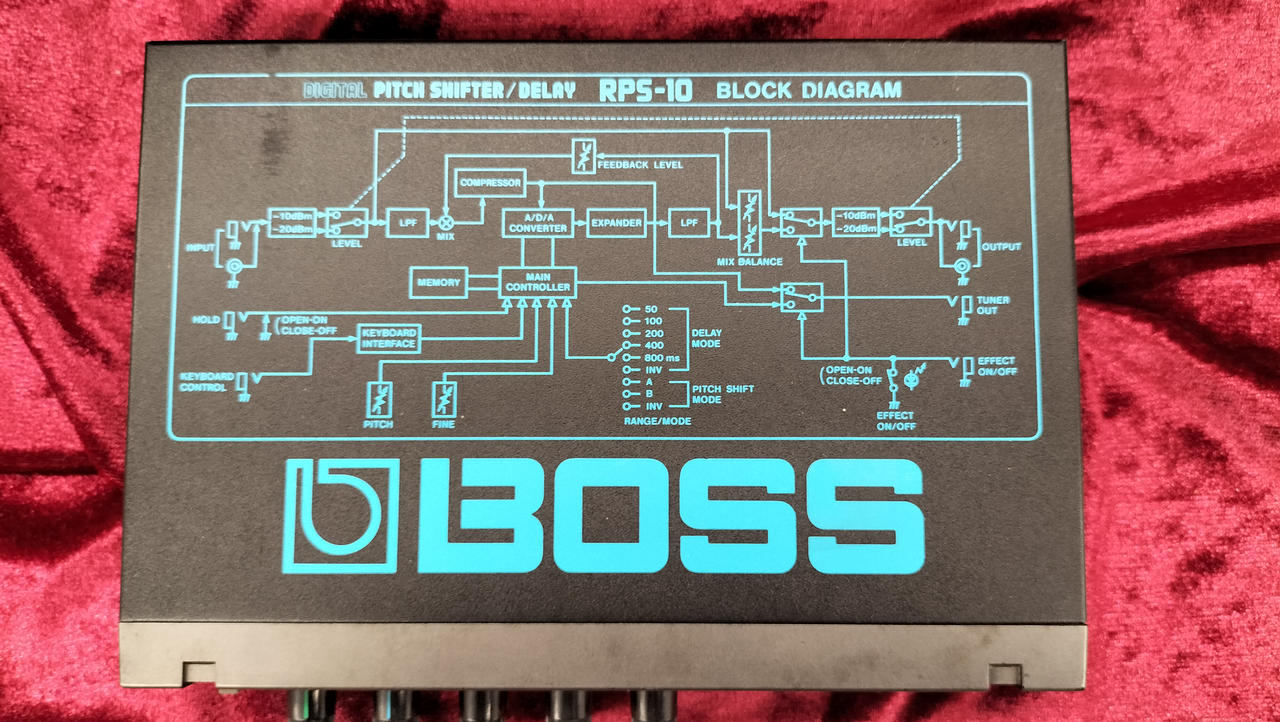 DIGITAL PITCH SHIFTER/DELAY RPS-10 BLOCK DIAGRAM
FEEDBACK LEVEL
COMPRESSOR
-10dBm
-20dBm
LEVEL
LPF
MIX
A/D/A
CONVERTER
EXPANDER
LPF
MIX BALANCE
-10dBm
-20dBm
LEVEL
INPUT
OUTPUT
MEMORY
MAIN
CONTROLLER
TUNER
OUT
HOLD
(OPEN-ON
CLOSE-OFF
KEYBOARD
INTERFACE
50
100
200
400
800 ms
INV
DELAY
MODE
A
B
INV
PITCH SHIFT
MODE
RANGE/MODE
KEYBOARD
CONTROL
PITCH
FINE
(OPEN-ON
CLOSE-OFF
EFFECT
ON/OFF
EFFECT
ON/OFF
BOSS